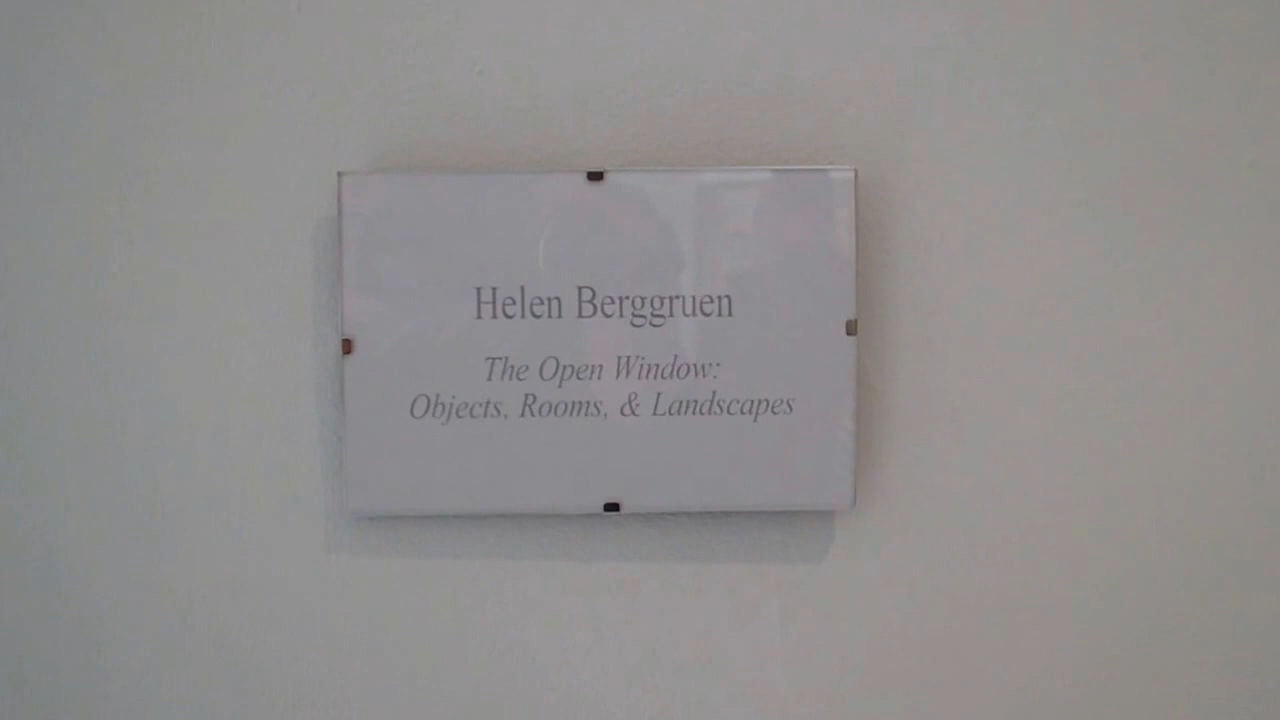 Helen Berggruen
The Open Window:
Objects, Rooms, & Landscapes